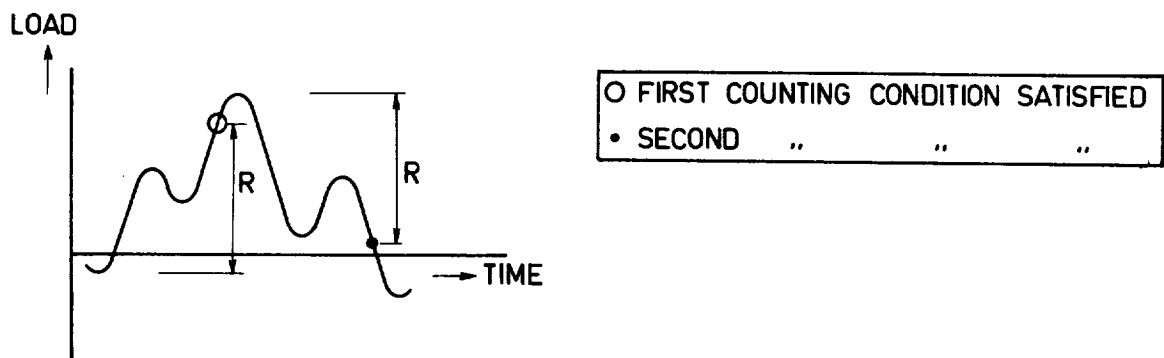 LOAD
O FIRST COUNTING CONDITION SATISFIED
• SECOND " " "
R
R
TIME